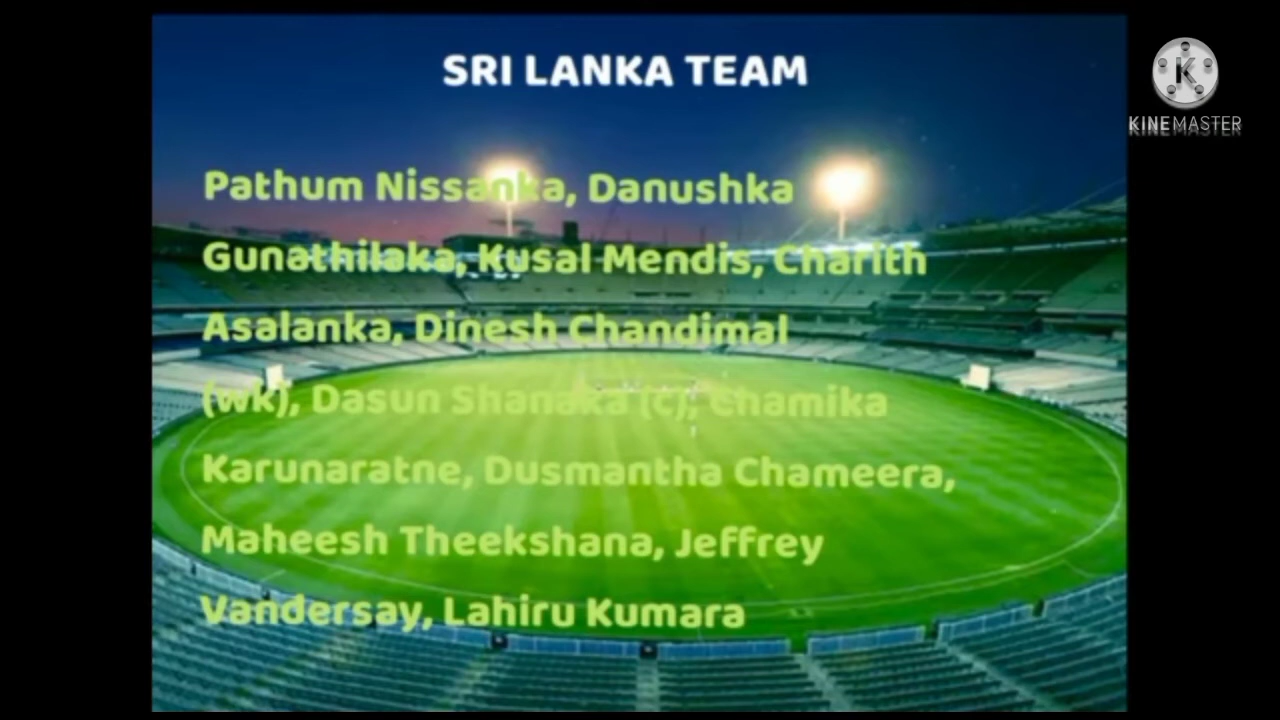 SRI LANKA TEAM
KINEMASTER
Pathum Nissanka, Danushka
Gunathilaka, Kusal Mendis, Charith
Asalanka, Dinesh Chandimal
(wk), Dasun Shanaka (c), Chamika
Karunaratne, Dusmantha Chameera,
Maheesh Theekshana, Jeffrey
Vandersay, Lahiru Kumara